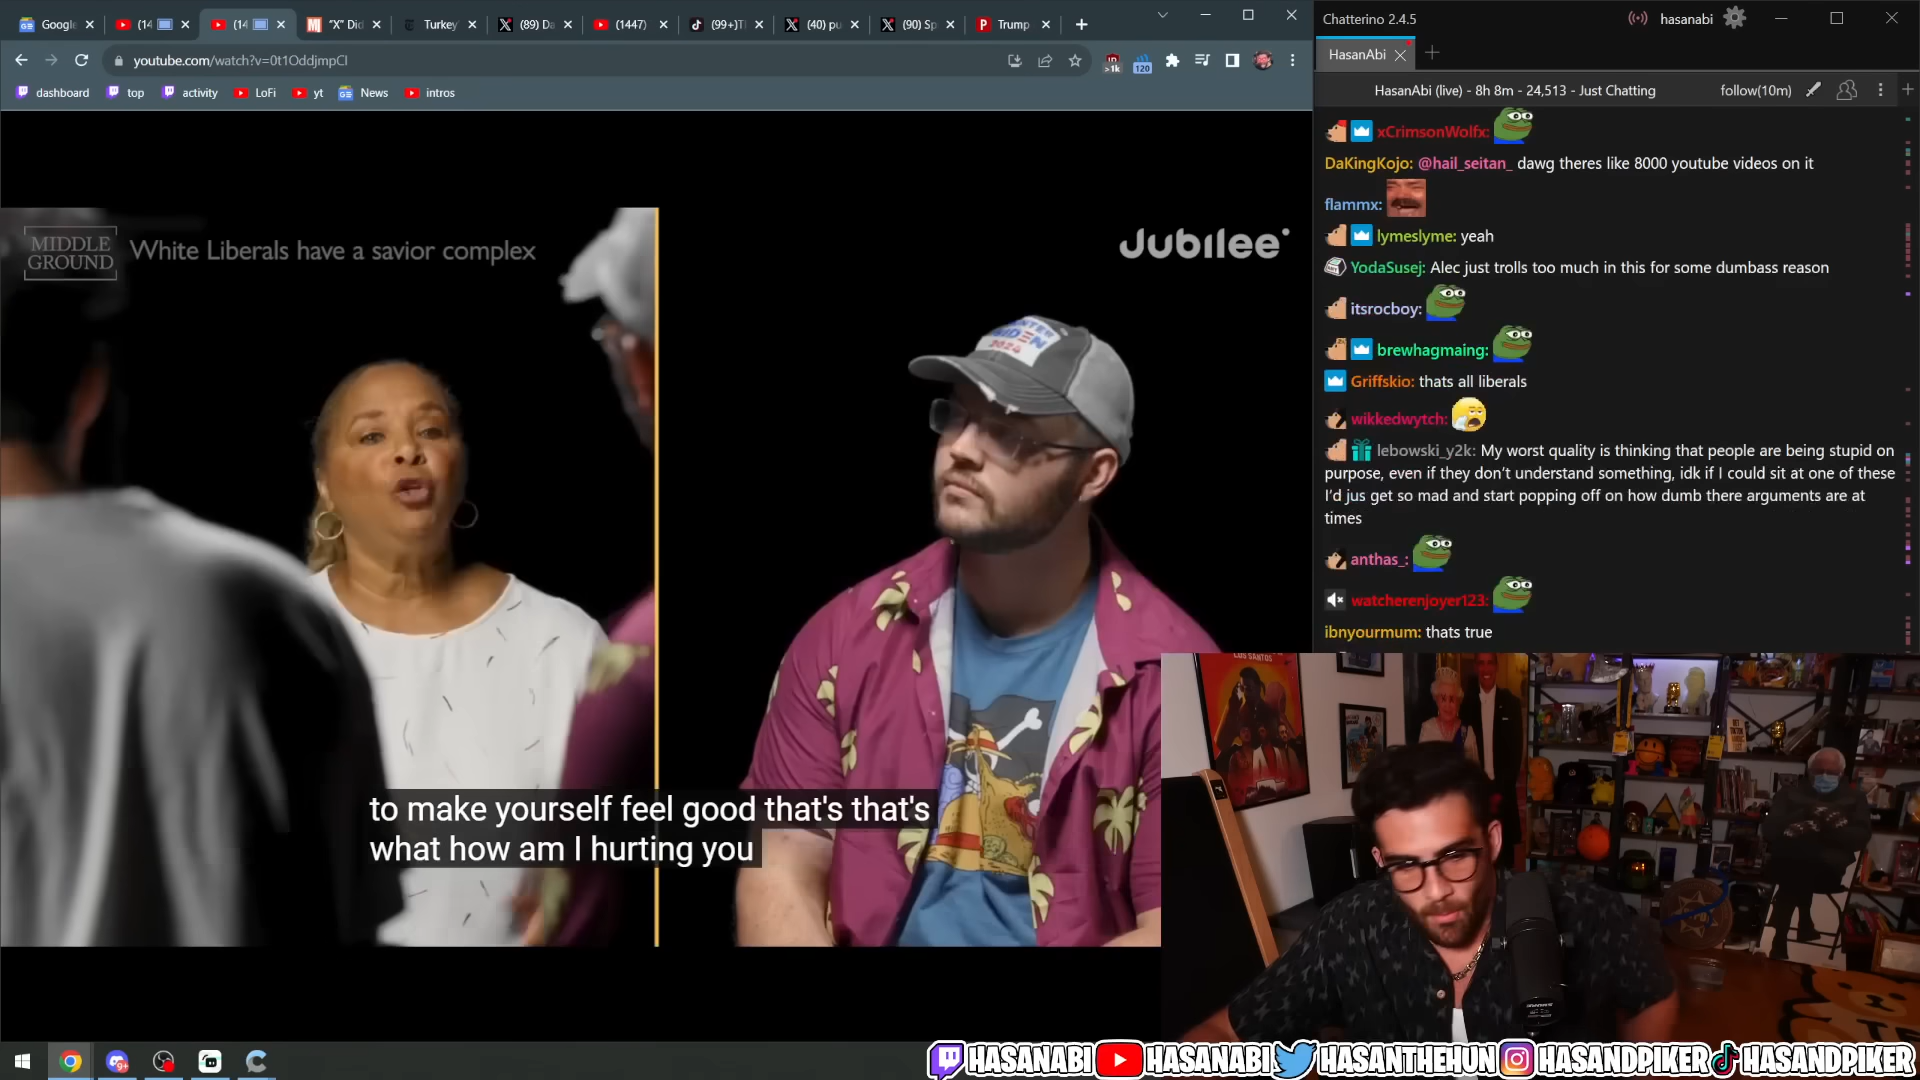 Google
(14
(14
"X" Did
Turkey
(89) Da
(1447)
(99+)Ti
(40) pu
(90) Sp
Trump
youtube.com/watch?v=0t1OddjmpCI
>1k
120
dashboard
top
activity
LoFi
yt
News
intros
Chatterino 2.4.5
hasanabi
HasanAbi
HasanAbi (live) - 8h 8m - 24,513 - Just Chatting
follow(10m)
xCrimsonWolfx:
DaKingKojo: @hail_seitan_ dawg theres like 8000 youtube videos on it
flammx:
lymeslyme: yeah
YodaSusej: Alec just trolls too much in this for some dumbass reason
itsrocboy:
brewhagmaing:
Griffskio: thats all liberals
wikkedwytch:
lebowski_y2k: My worst quality is thinking that people are being stupid on
purpose, even if they don't understand something, idk if I could sit at one of these
I'd jus get so mad and start popping off on how dumb there arguments are at
times
anthas_:
watcherenjoyer123:
ibnyourmum: thats true
MIDDLE
GROUND
White Liberals have a savior complex
Jubilee
BIDEN
2024
to make yourself feel good that's that's
what how am I hurting you
LOS SANTOS
HASANABI
HASANABI
HASANTHEHUN
HASANDPIKER
HASANDPIKER